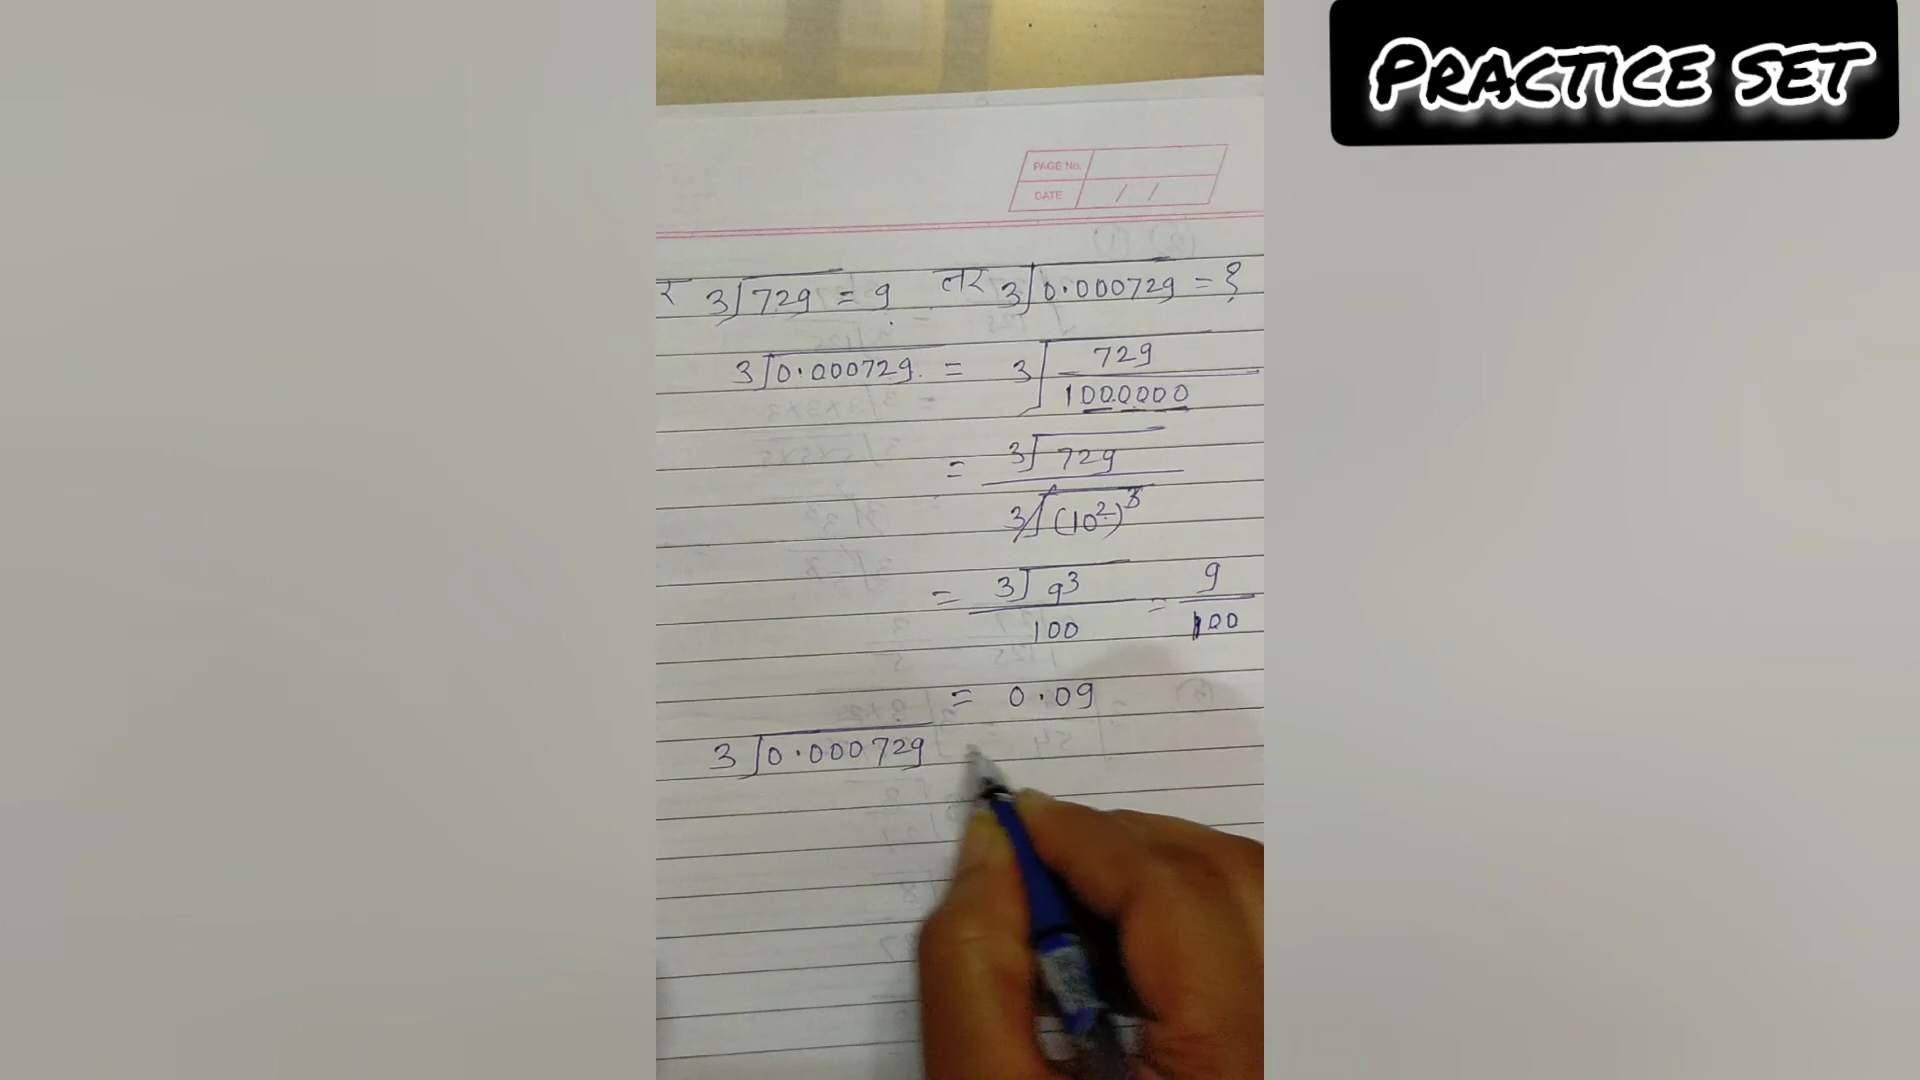 PRACTICE SET
PAGE No.
DATE / /
र ∛729 = 9 तर ∛0.000729 = ?
∛0.000729 = ∛(729/1000000)
= ∛729 / ∛(10²)³
= ∛9³ / 100 = 9/100
= 0.09
∛0.000729